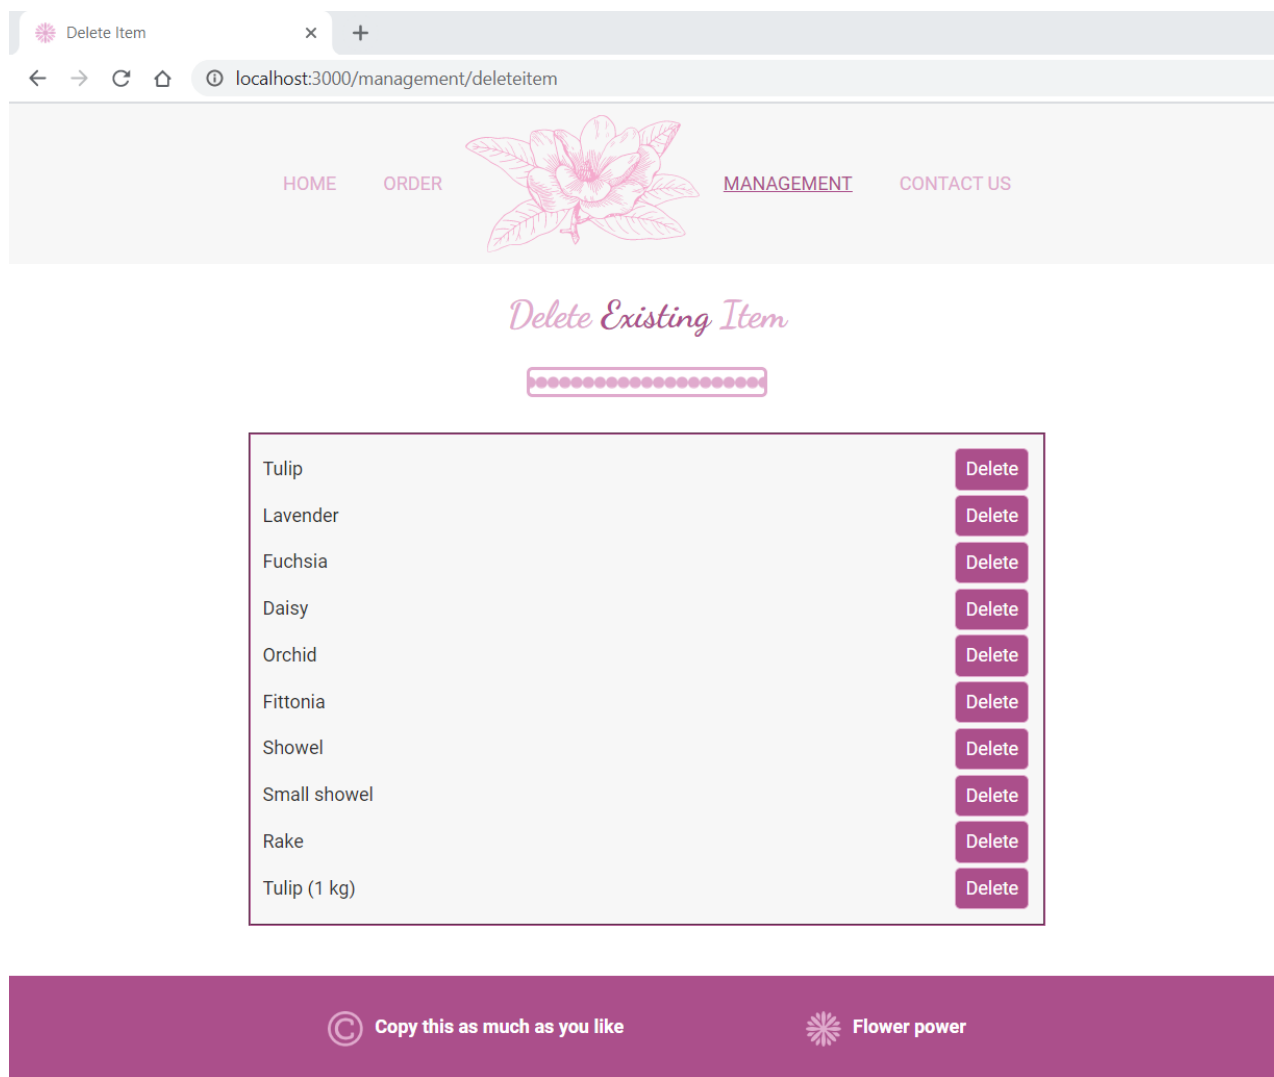 Delete Item
localhost:3000/management/deleteitem
HOME ORDER MANAGEMENT CONTACT US
Delete Existing Item
Tulip Delete
Lavender Delete
Fuchsia Delete
Daisy Delete
Orchid Delete
Fittonia Delete
Showel Delete
Small showel Delete
Rake Delete
Tulip (1 kg) Delete
© Copy this as much as you like Flower power